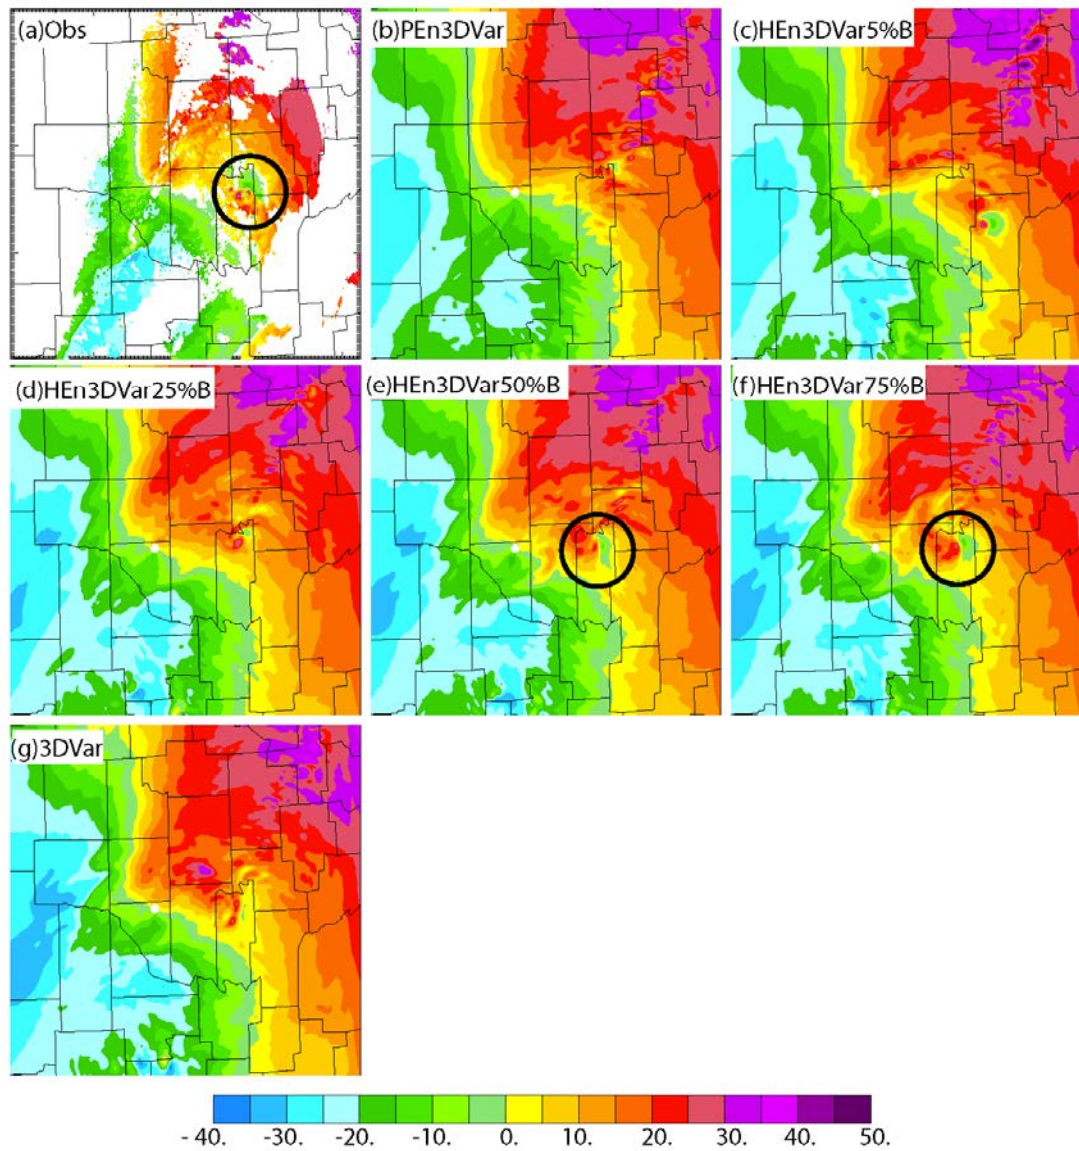 (a)Obs
(b)PEn3DVar
(c)HEn3DVar5%B
(d)HEn3DVar25%B
(e)HEn3DVar50%B
(f)HEn3DVar75%B
(g)3DVar
- 40. -30. -20. -10. 0. 10. 20. 30. 40. 50.